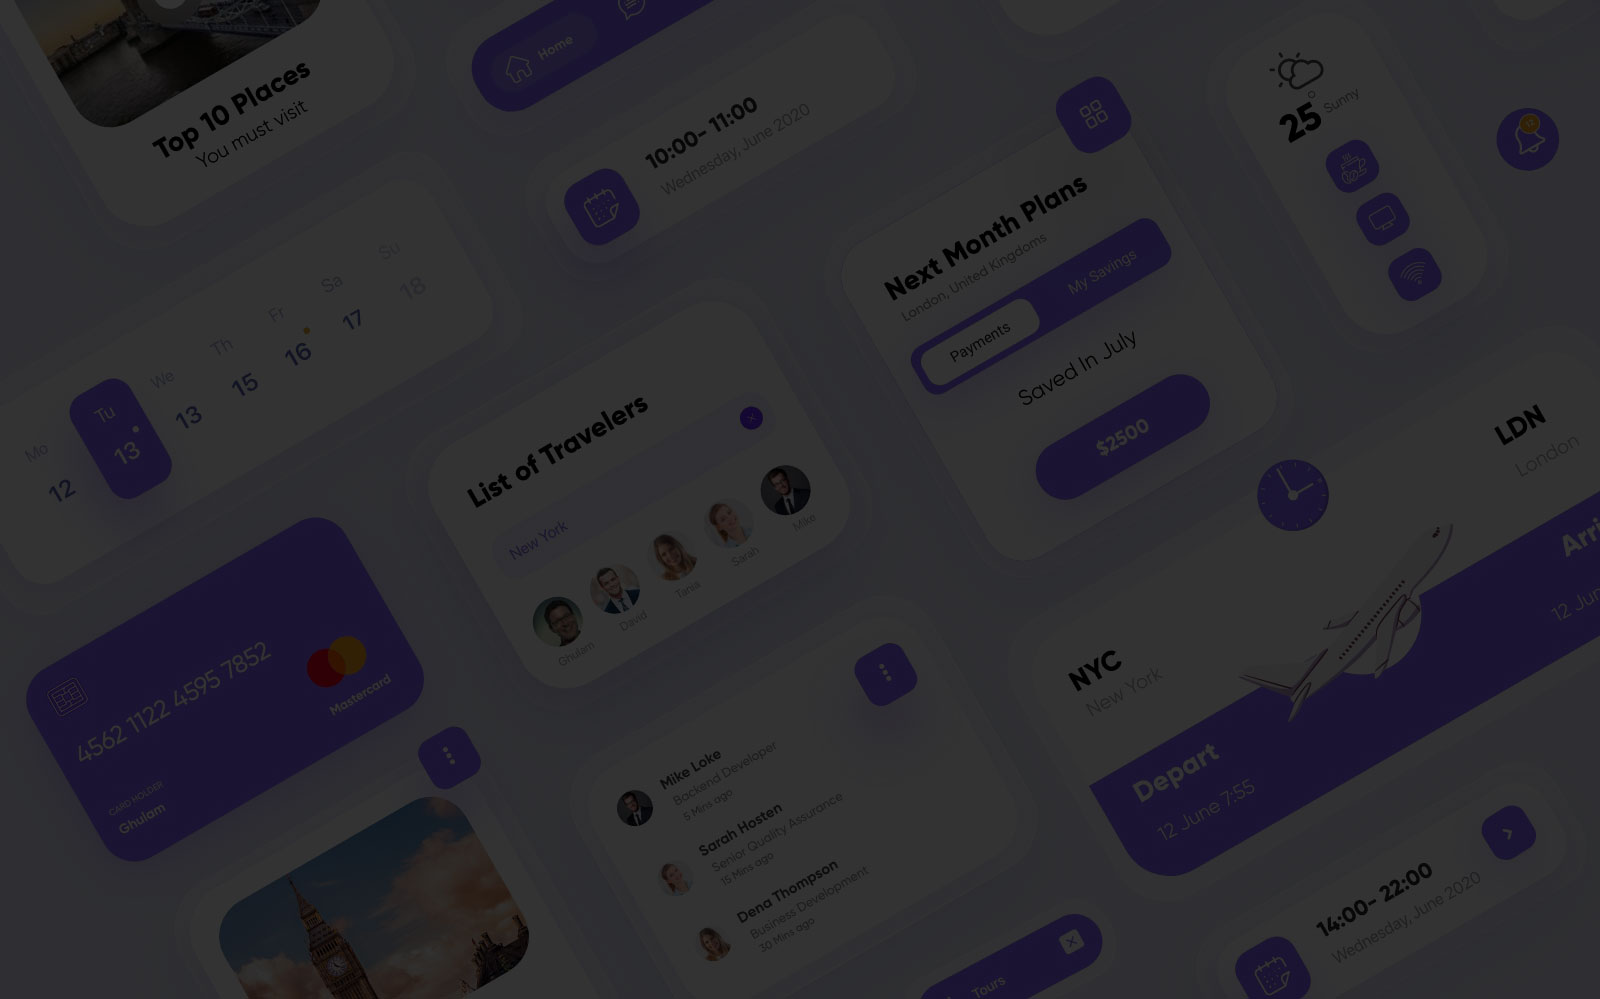 Top 10 Places
You must visit
Home
10:00- 11:00
Wednesday, June 2020
Next Month Plans
London, United Kingdoms
Payments
My Savings
Saved In July
$2500
25°
Sunny
12
Mo
Tu
We
Th
Fr
Sa
Su
12
13
13
15
16
17
18
List of Travelers
New York
Ghulam
David
Tania
Sarah
Mike
4562 1122 4595 7852
Mastercard
CARD HOLDER
Ghulam
LDN
London
NYC
New York
Depart
12 June 7:55
Mike Loke
Backend Developer
5 Mins ago
Sarah Hosten
Senior Quality Assurance
15 Mins ago
Dena Thompson
Business Development
30 Mins ago
14:00- 22:00
Wednesday, June 2020
Tours